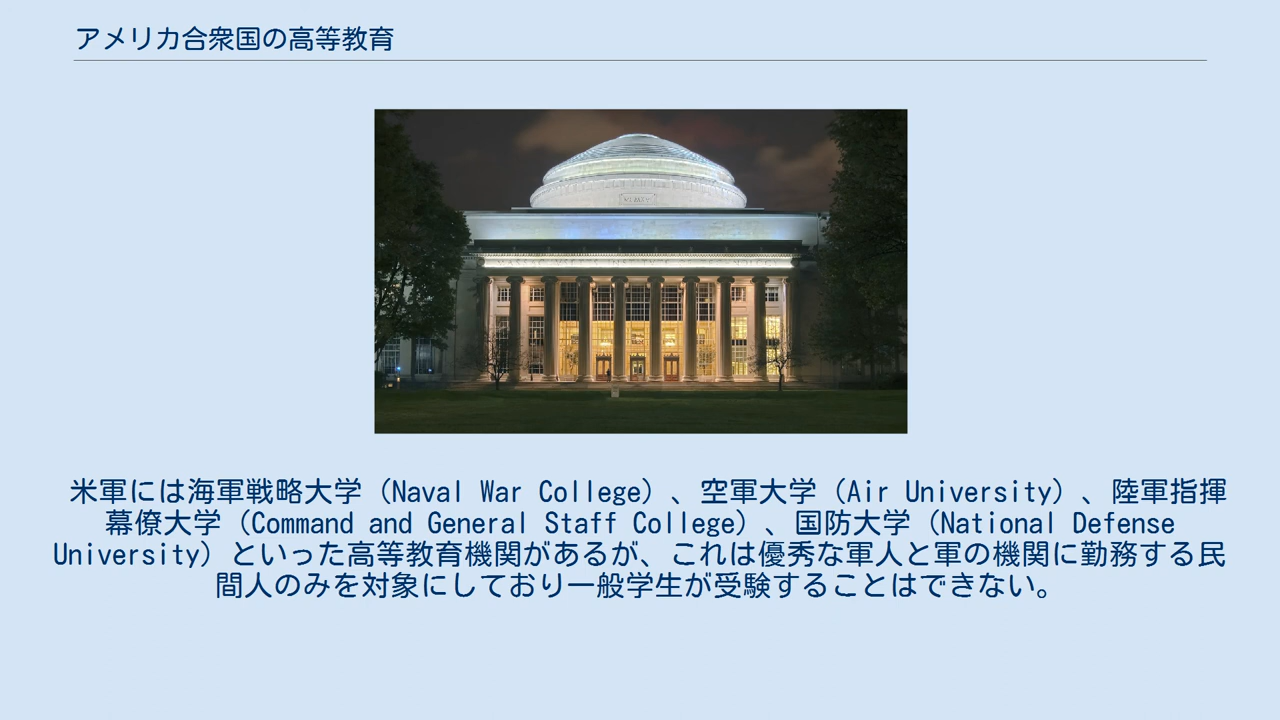 アメリカ合衆国の高等教育
米軍には海軍戦略大学（Naval War College）、空軍大学（Air University）、陸軍指揮
幕僚大学（Command and General Staff College）、国防大学（National Defense
University）といった高等教育機関があるが、これは優秀な軍人と軍の機関に勤務する民
間人のみを対象にしており一般学生が受験することはできない。